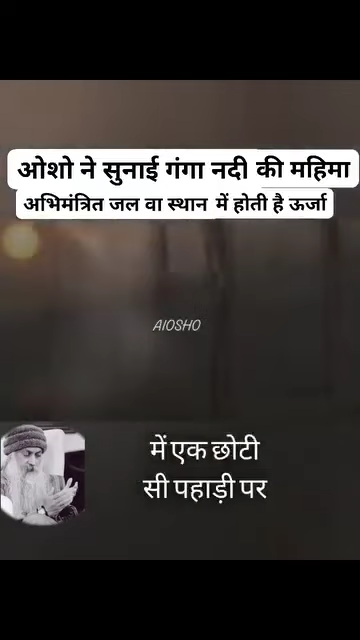 ओशो ने सुनाई गंगा नदी की महिमा
अभिमंत्रित जल वा स्थान में होती है ऊर्जा
AIOSHO
में एक छोटी
सी पहाड़ी पर